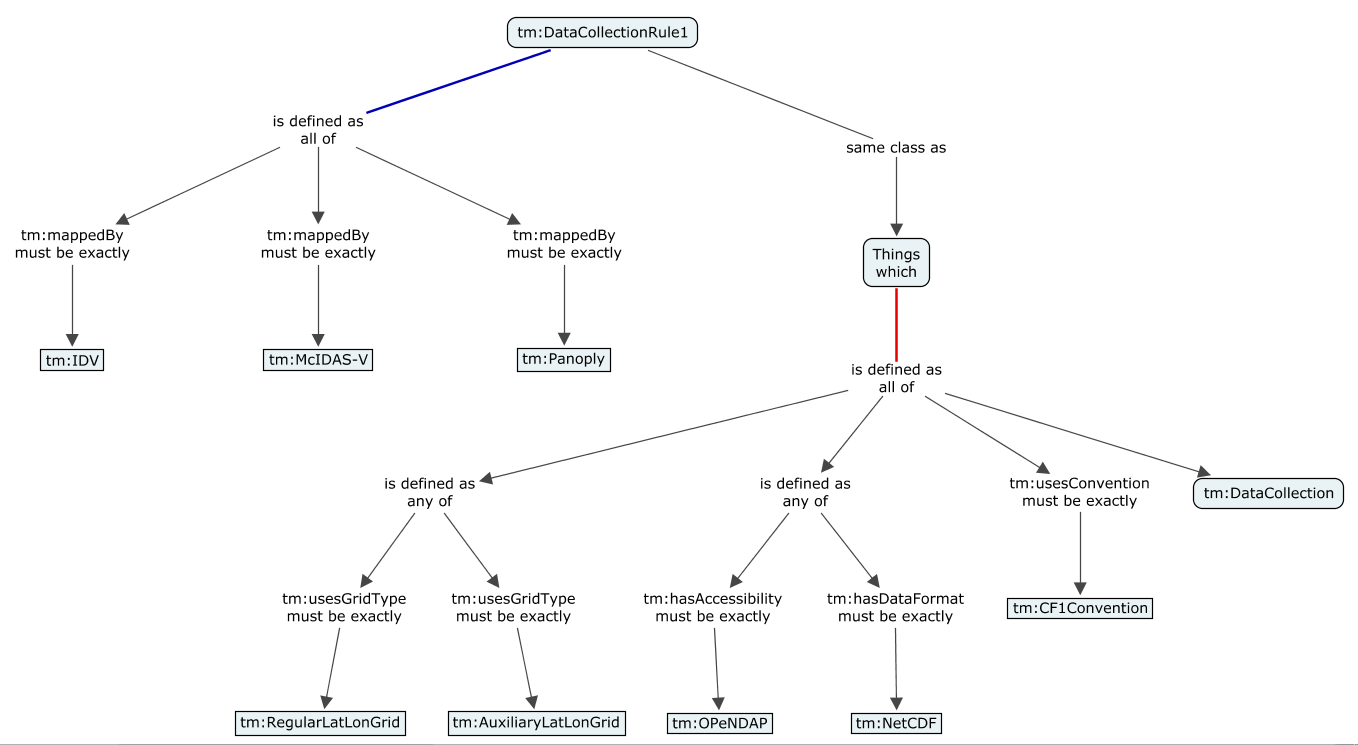 tm:DataCollectionRule1
is defined as
all of
same class as
tm:mappedBy
must be exactly
tm:mappedBy
must be exactly
tm:mappedBy
must be exactly
Things
which
tm:IDV
tm:McIDAS-V
tm:Panoply
is defined as
all of
is defined as
any of
is defined as
any of
tm:usesConvention
must be exactly
tm:DataCollection
tm:usesGridType
must be exactly
tm:usesGridType
must be exactly
tm:hasAccessibility
must be exactly
tm:hasDataFormat
must be exactly
tm:CF1Convention
tm:RegularLatLonGrid
tm:AuxiliaryLatLonGrid
tm:OPeNDAP
tm:NetCDF